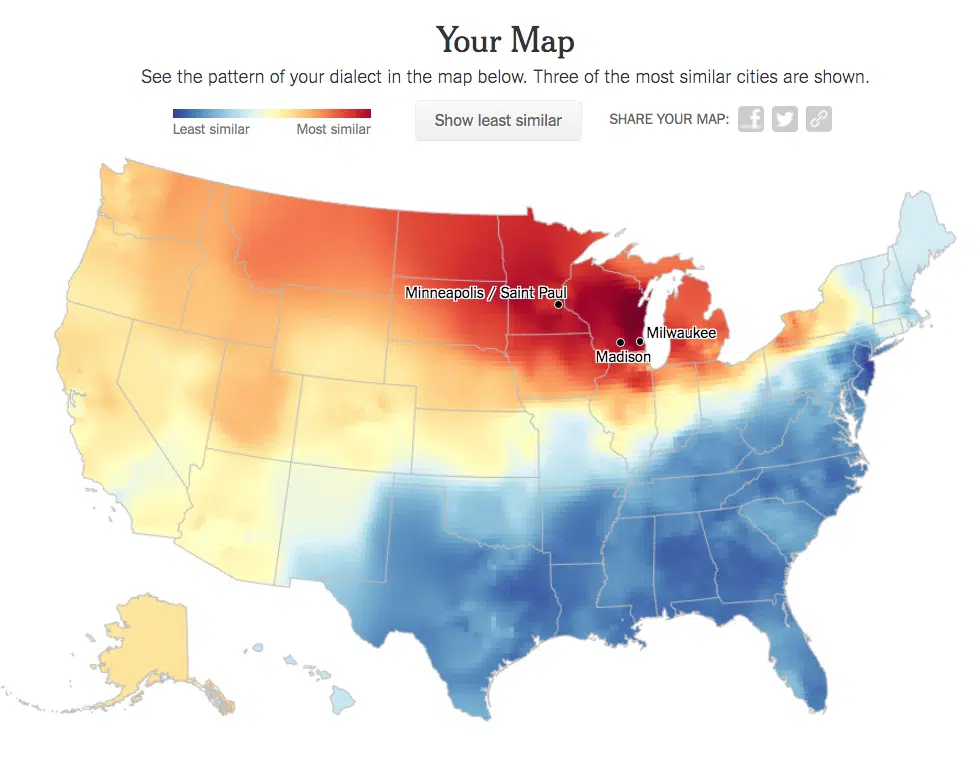 Your Map
See the pattern of your dialect in the map below. Three of the most similar cities are shown.
Least similar
Most similar
Show least similar
SHARE YOUR MAP:
Minneapolis / Saint Paul
Milwaukee
Madison